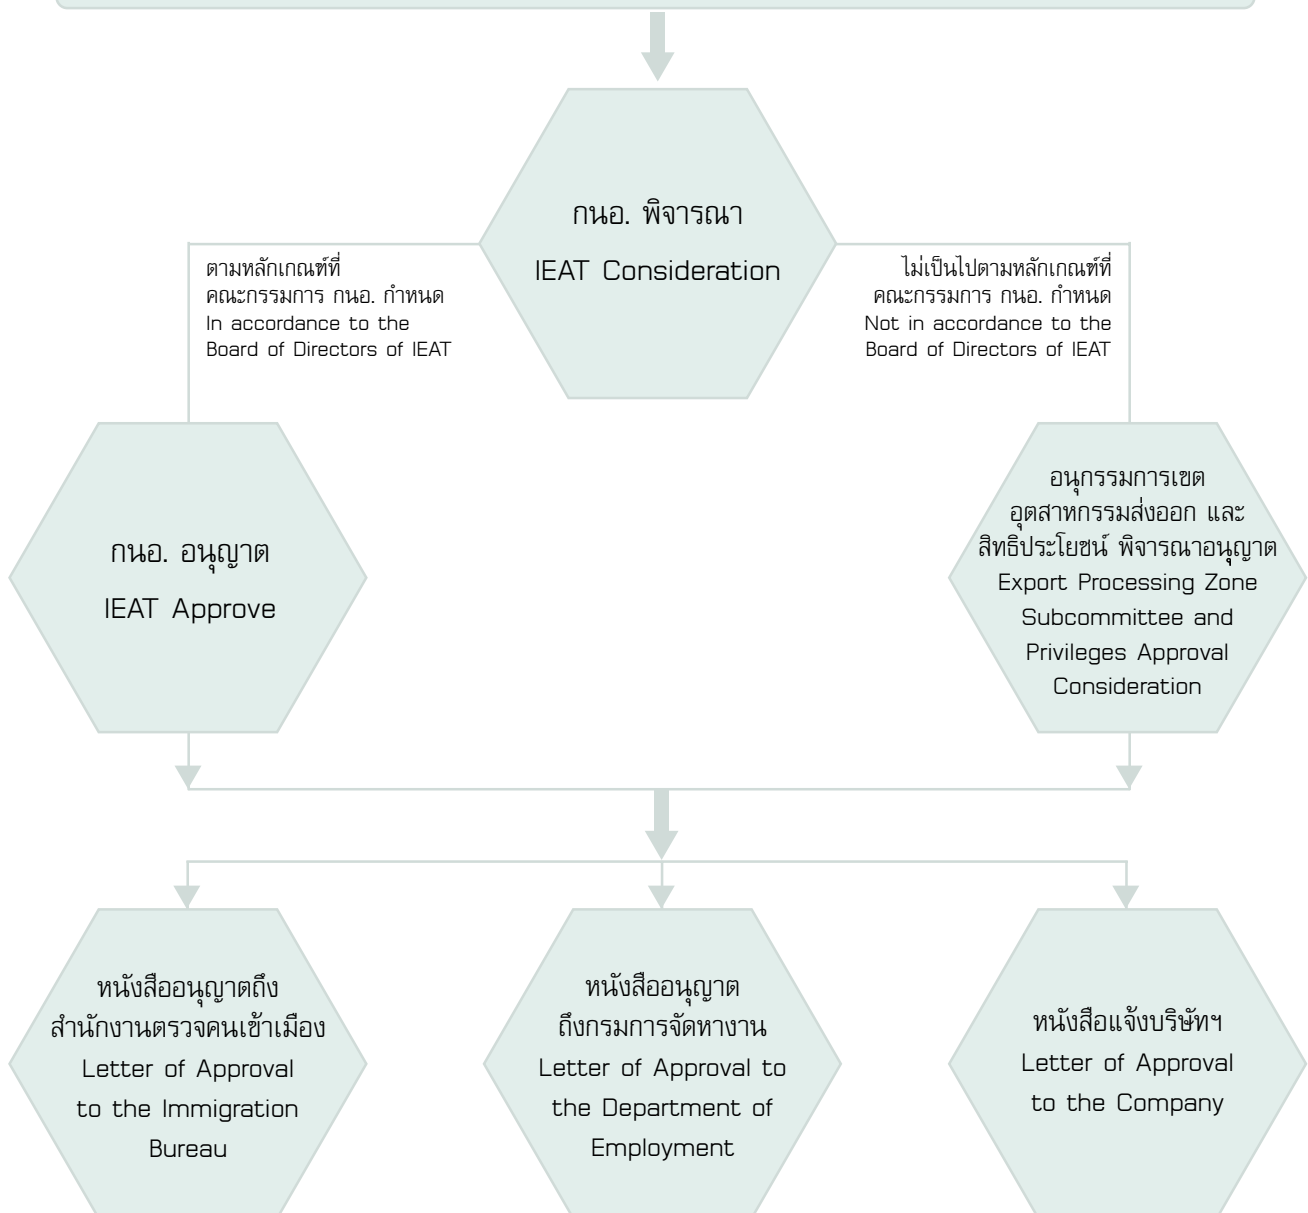 กนอ. พิจารณา
IEAT Consideration
ตามหลักเกณฑ์ที่
คณะกรรมการ กนอ. กำหนด
In accordance to the
Board of Directors of IEAT
ไม่เป็นไปตามหลักเกณฑ์ที่
คณะกรรมการ กนอ. กำหนด
Not in accordance to the
Board of Directors of IEAT
กนอ. อนุญาต
IEAT Approve
อนุกรรมการเขต
อุตสาหกรรมส่งออก และ
สิทธิประโยชน์ พิจารณาอนุญาต
Export Processing Zone
Subcommittee and
Privileges Approval
Consideration
หนังสืออนุญาตถึง
สำนักงานตรวจคนเข้าเมือง
Letter of Approval
to the Immigration
Bureau
หนังสืออนุญาต
ถึงกรมการจัดหางาน
Letter of Approval to
the Department of
Employment
หนังสือแจ้งบริษัทฯ
Letter of Approval
to the Company